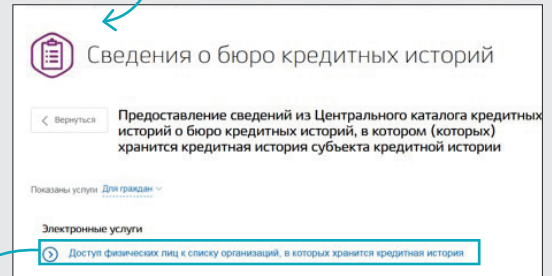 Сведения о бюро кредитных историй
Вернуться
Предоставление сведений из Центрального каталога кредитных
историй о бюро кредитных историй, в котором (которых)
хранится кредитная история субъекта кредитной истории
Показаны услуги Для граждан
Электронные услуги
Доступ физических лиц к списку организаций, в которых хранится кредитная история